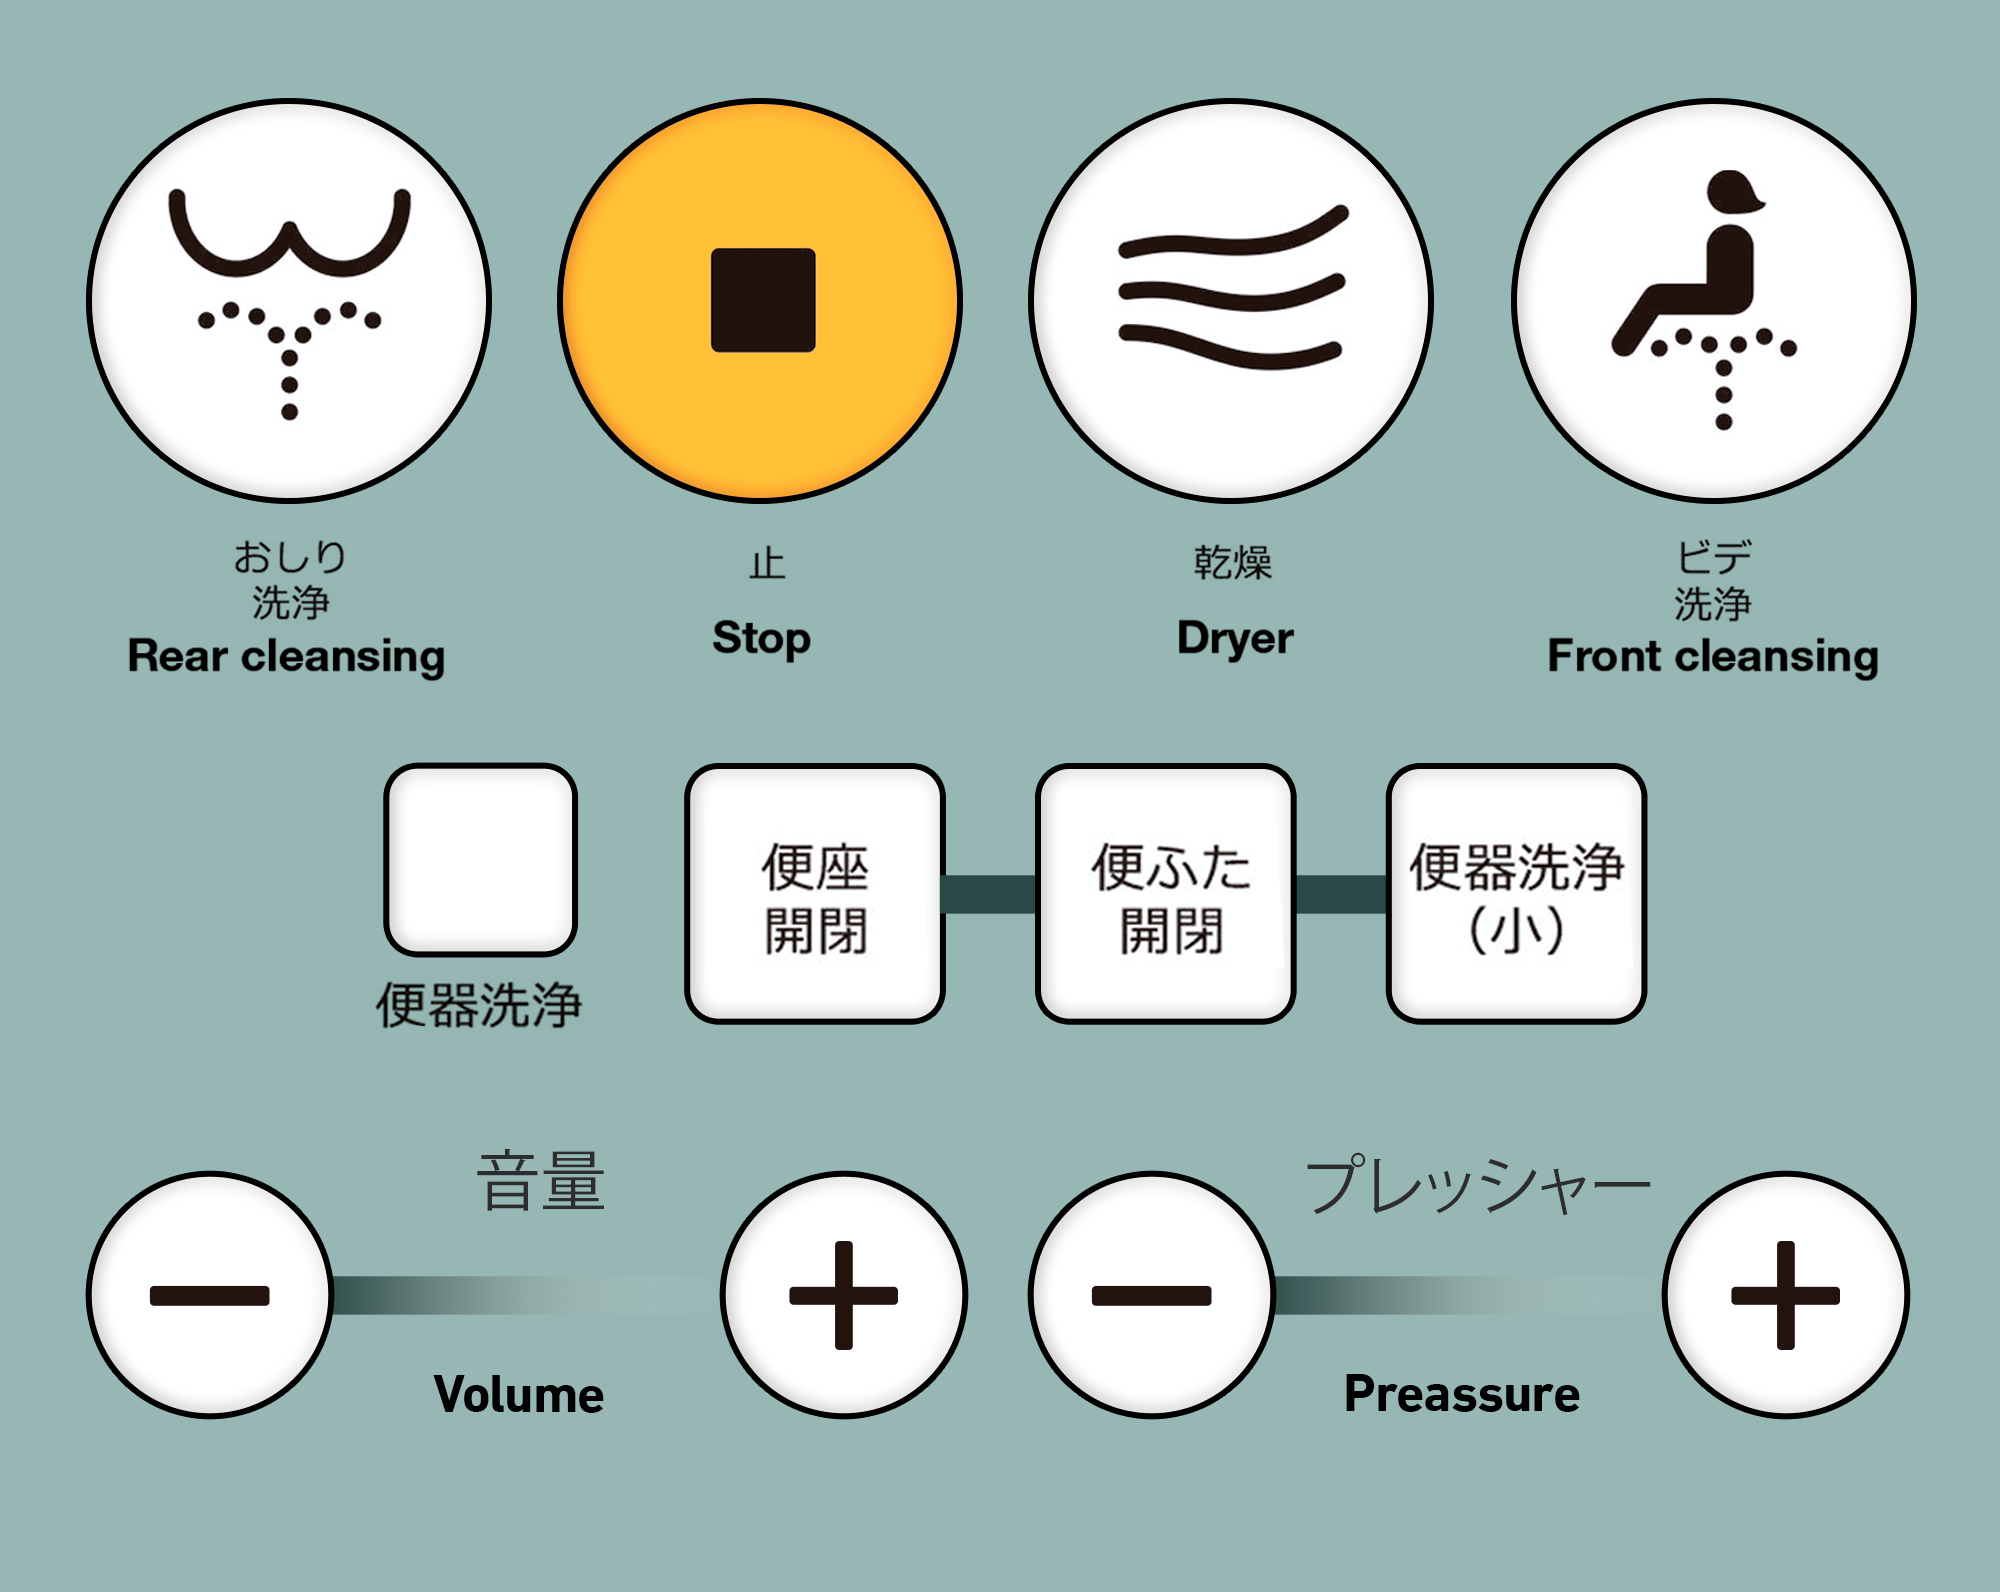 おしり
洗浄
Rear cleansing
止
Stop
乾燥
Dryer
ビデ
洗浄
Front cleansing
便器洗浄
便座
開閉
便ふた
開閉
便器洗浄
（小）
音量
Volume
プレッシャー
Preassure